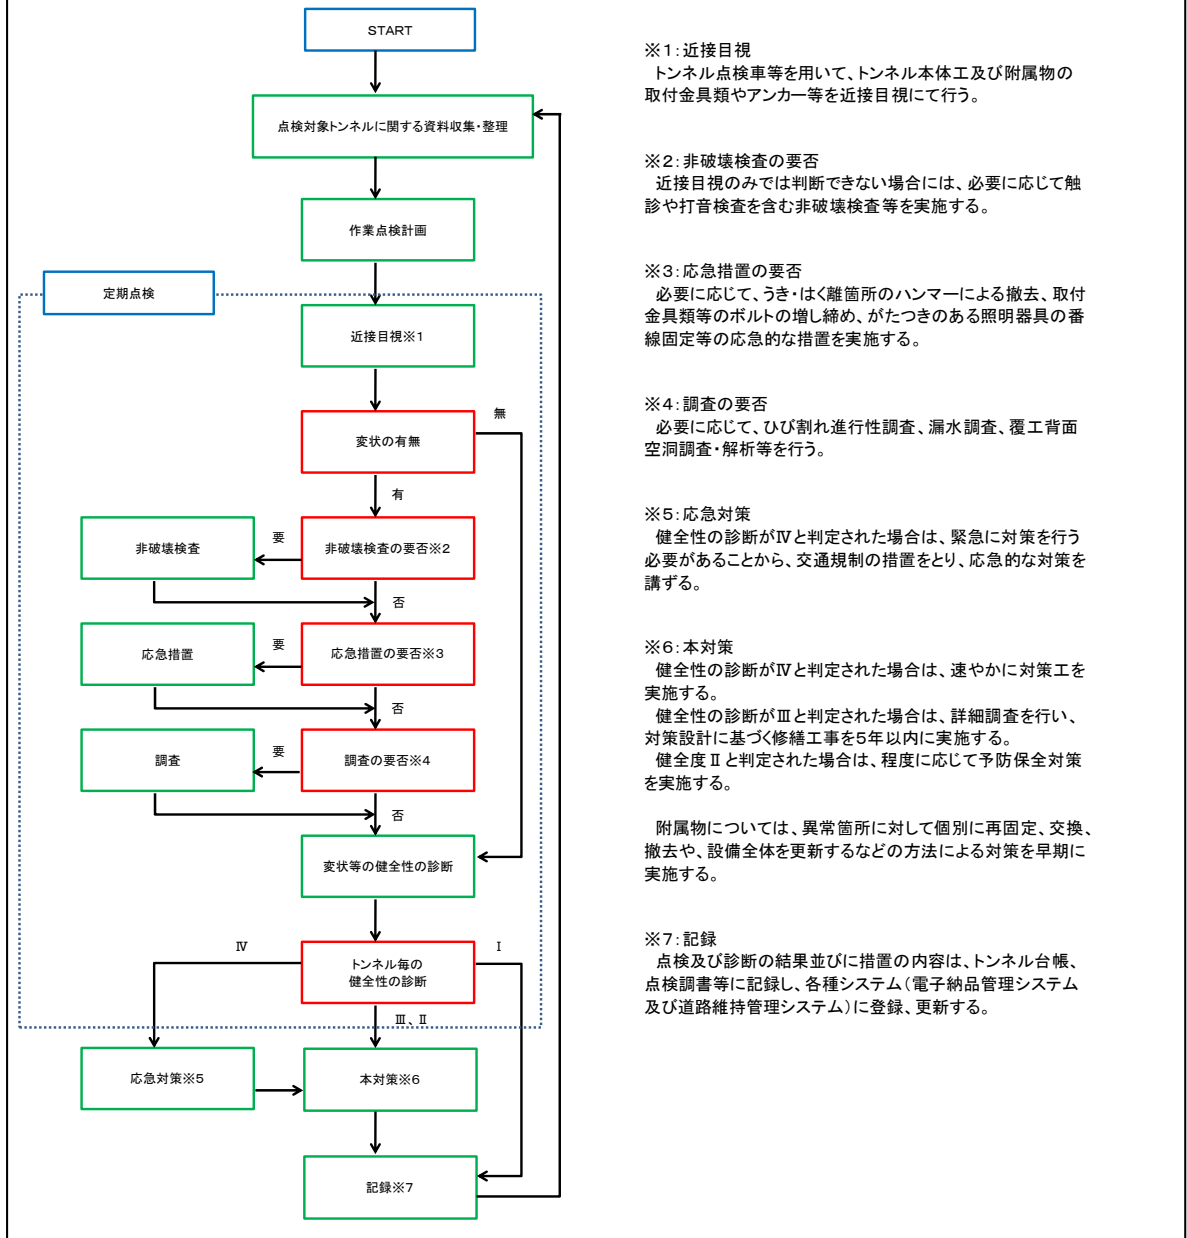 START
点検対象トンネルに関する資料収集・整理
作業点検計画
定期点検
近接目視※1
変状の有無
無
有
非破壊検査の要否※2
要
非破壊検査
否
応急措置の要否※3
要
応急措置
否
調査の要否※4
要
調査
否
変状等の健全性の診断
トンネル毎の
健全性の診断
Ⅳ
Ⅰ
Ⅲ、Ⅱ
応急対策※5
本対策※6
記録※7
※1：近接目視
トンネル点検車等を用いて、トンネル本体工及び附属物の
取付金具類やアンカー等を近接目視にて行う。
※2：非破壊検査の要否
近接目視のみでは判断できない場合には、必要に応じて触
診や打音検査を含む非破壊検査等を実施する。
※3：応急措置の要否
必要に応じて、うき・はく離箇所のハンマーによる撤去、取付
金具類等のボルトの増し締め、がたつきのある照明器具の番
線固定等の応急的な措置を実施する。
※4：調査の要否
必要に応じて、ひび割れ進行性調査、漏水調査、覆工背面
空洞調査・解析等を行う。
※5：応急対策
健全性の診断がⅣと判定された場合は、緊急に対策を行う
必要があることから、交通規制の措置をとり、応急的な対策を
講ずる。
※6：本対策
健全性の診断がⅣと判定された場合は、速やかに対策工を
実施する。
健全性の診断がⅢと判定された場合は、詳細調査を行い、
対策設計に基づく修繕工事を5年以内に実施する。
健全度Ⅱと判定された場合は、程度に応じて予防保全対策
を実施する。
附属物については、異常箇所に対して個別に再固定、交換、
撤去や、設備全体を更新するなどの方法による対策を早期に
実施する。
※7：記録
点検及び診断の結果並びに措置の内容は、トンネル台帳、
点検調書等に記録し、各種システム（電子納品管理システム
及び道路維持管理システム）に登録、更新する。